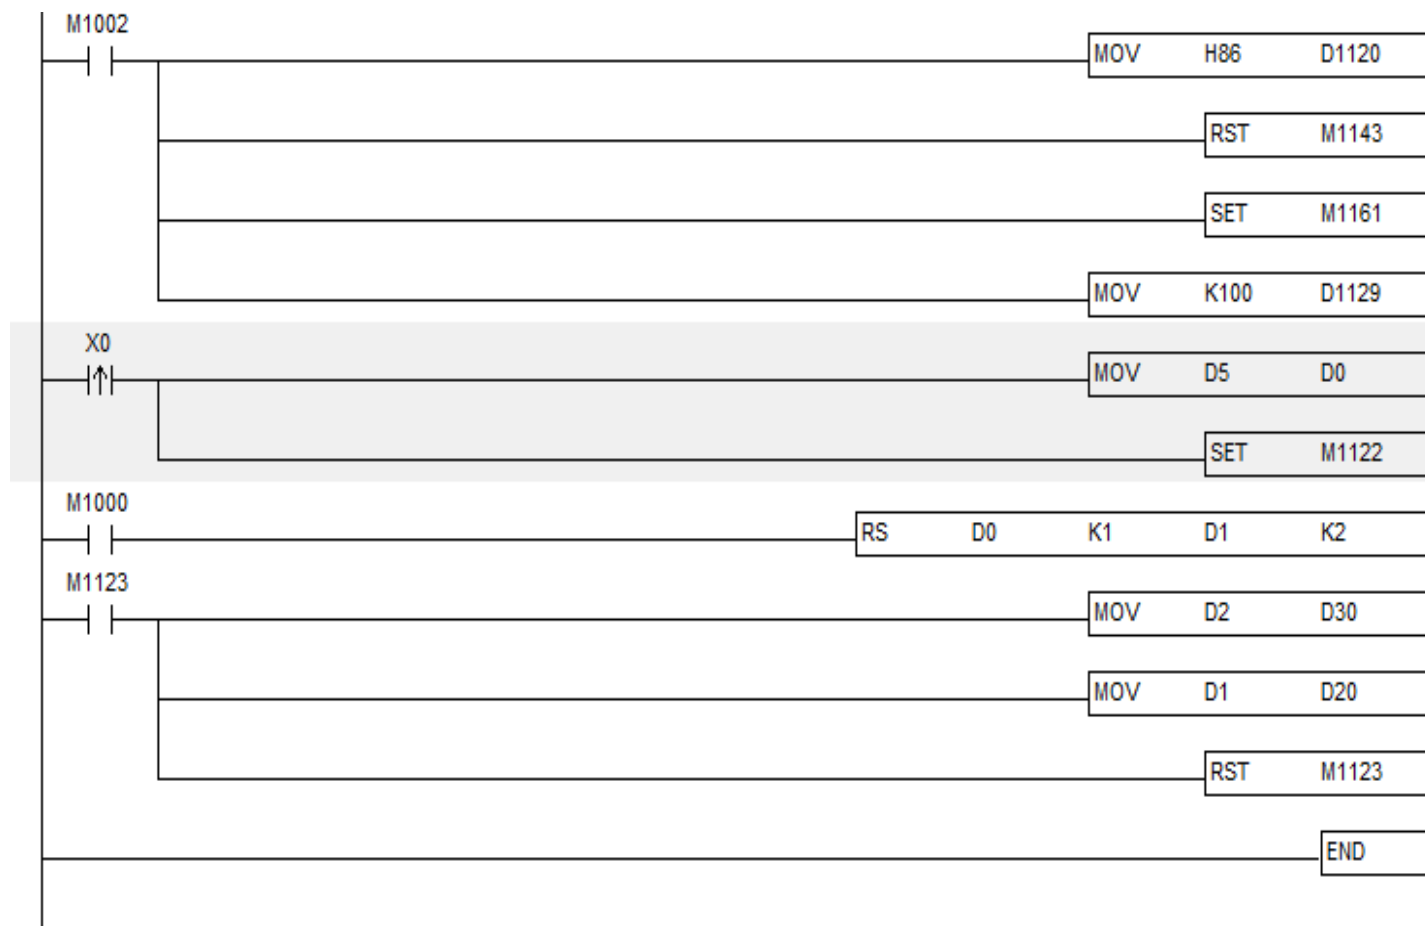 M1002
MOV H86 D1120
RST M1143
SET M1161
MOV K100 D1129
X0
MOV D5 D0
SET M1122
M1000
RS D0 K1 D1 K2
M1123
MOV D2 D30
MOV D1 D20
RST M1123
END